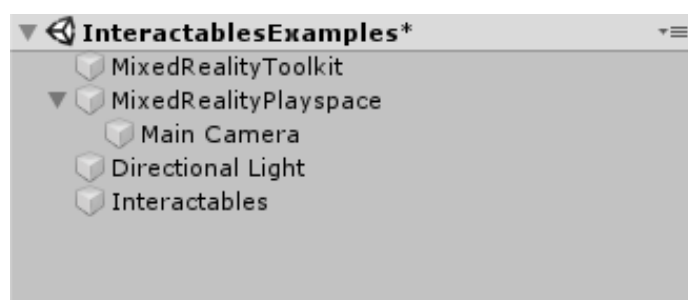 InteractablesExamples*
MixedRealityToolkit
MixedRealityPlayspace
Main Camera
Directional Light
Interactables